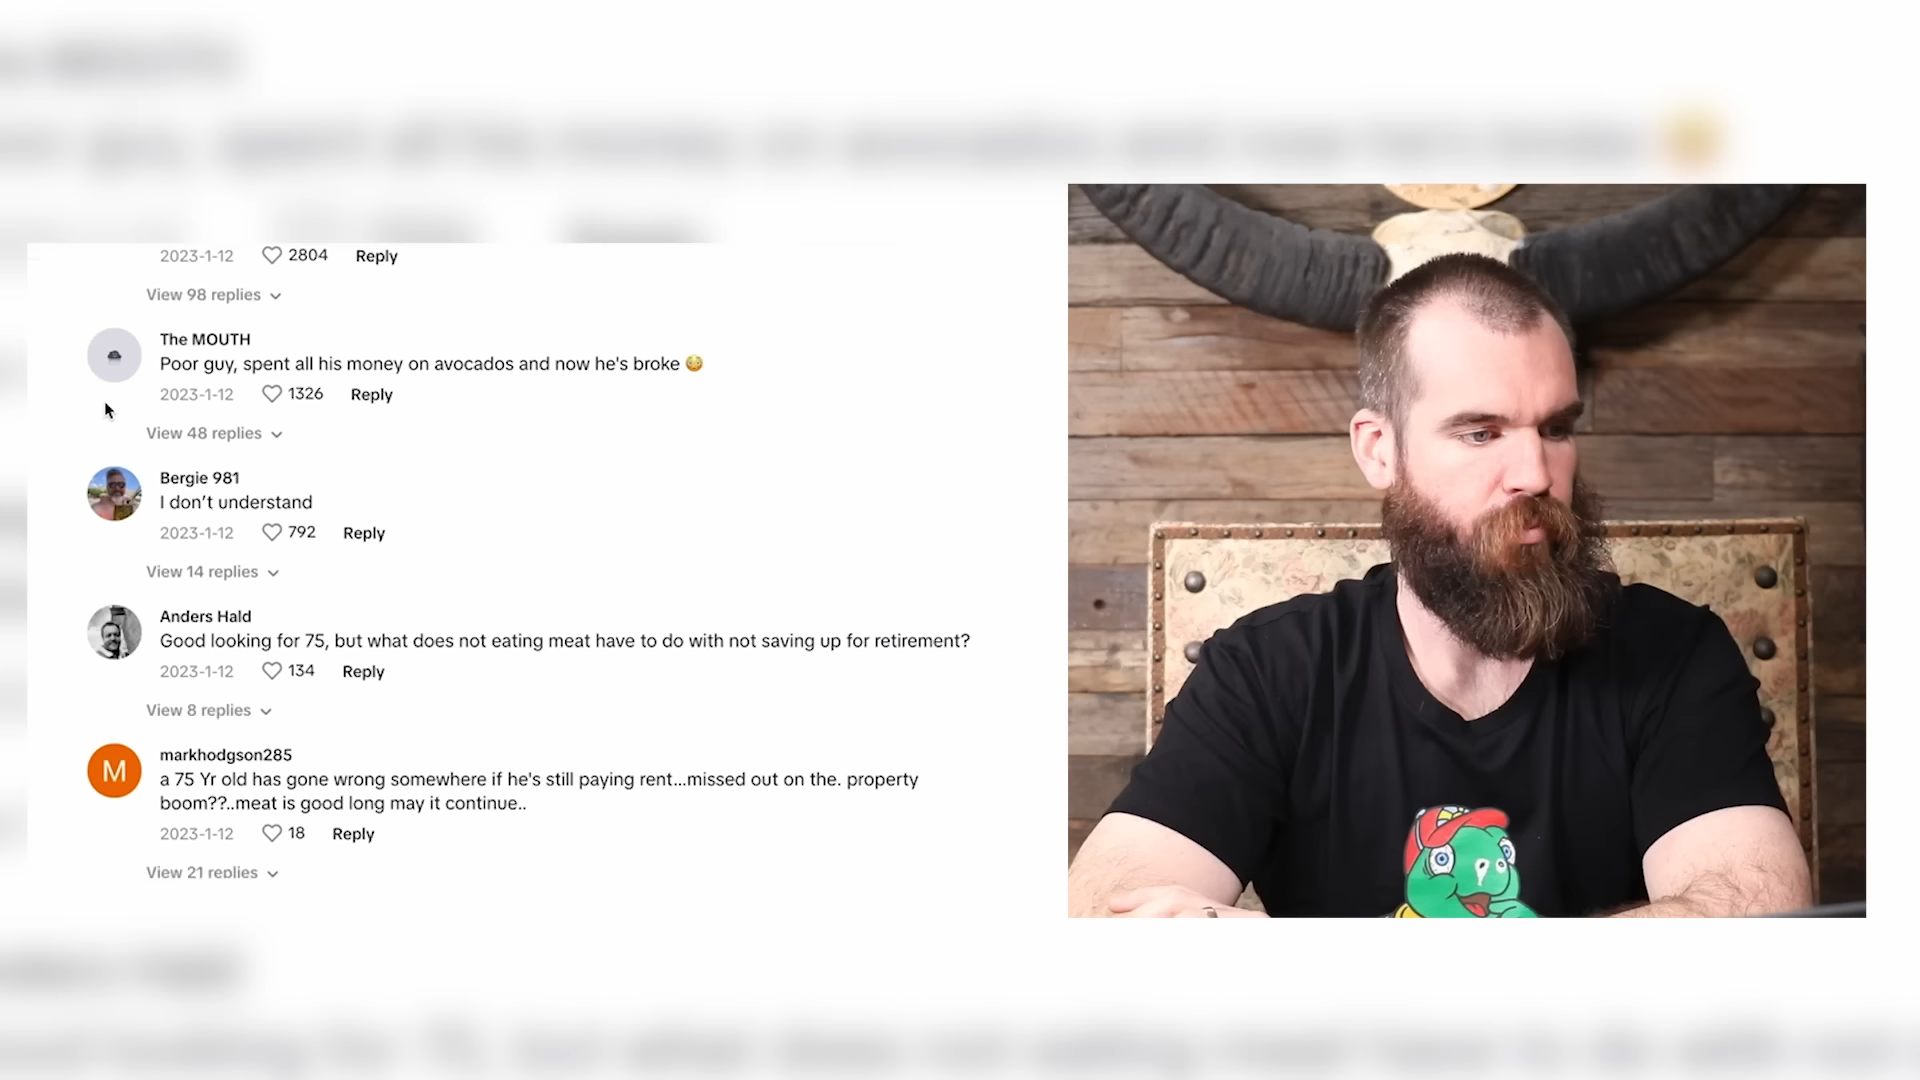 2023-1-12 2804 Reply
View 98 replies
The MOUTH
Poor guy, spent all his money on avocados and now he's broke 😳
2023-1-12 1326 Reply
View 48 replies
Bergie 981
I don’t understand
2023-1-12 792 Reply
View 14 replies
Anders Hald
Good looking for 75, but what does not eating meat have to do with not saving up for retirement?
2023-1-12 134 Reply
View 8 replies
M
markhodgson285
a 75 Yr old has gone wrong somewhere if he's still paying rent...missed out on the. property
boom??..meat is good long may it continue..
2023-1-12 18 Reply
View 21 replies